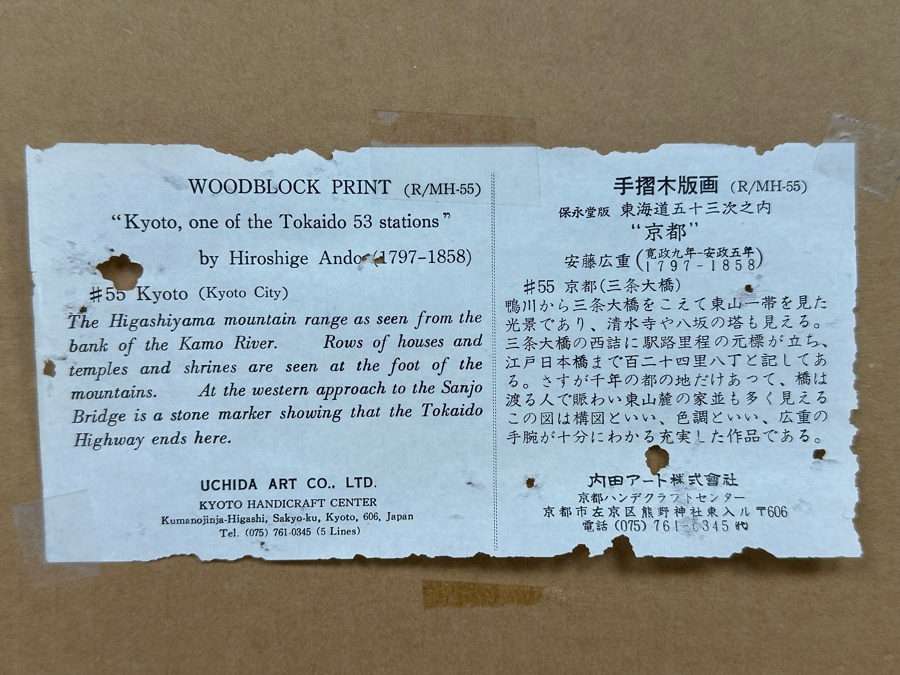 WOODBLOCK PRINT (R/MH-55)
“Kyoto, one of the Tokaido 53 stations”
by Hiroshige Ando (1797-1858)
#55 Kyoto (Kyoto City)
The Higashiyama mountain range as seen from the
bank of the Kamo River. Rows of houses and
temples and shrines are seen at the foot of the
mountains. At the western approach to the Sanjo
Bridge is a stone marker showing that the Tokaido
Highway ends here.
UCHIDA ART CO., LTD.
KYOTO HANDICRAFT CENTER
Kumanojinja-Higashi, Sakyo-ku, Kyoto, 606, Japan
Tel. (075) 761-0345 (5 Lines)
手摺木版画 (R/MH-55)
保永堂版 東海道五十三次之内
“京都”
安藤広重(寛政九年-安政五年 1797-1858)
#55 京都(三条大橋)
鴨川から三条大橋をこえて東山一帯を見た
光景であり、清水寺や八坂の塔も見える。
三条大橋の西詰に駅路里程の元標が立ち、
江戸日本橋まで百二十四里八丁と記してあ
る。さすが千年の都の地だけあって、橋は
渡る人で賑わい東山麓の家並も多く見える
この図は構図といい、色調といい、広重の
手腕が十分にわかる充実した作品である。
内田アート株式會社
京都ハンデクラフトセンター
京都市左京区熊野神社東入ル〒606
電話 (075) 761-0345 代